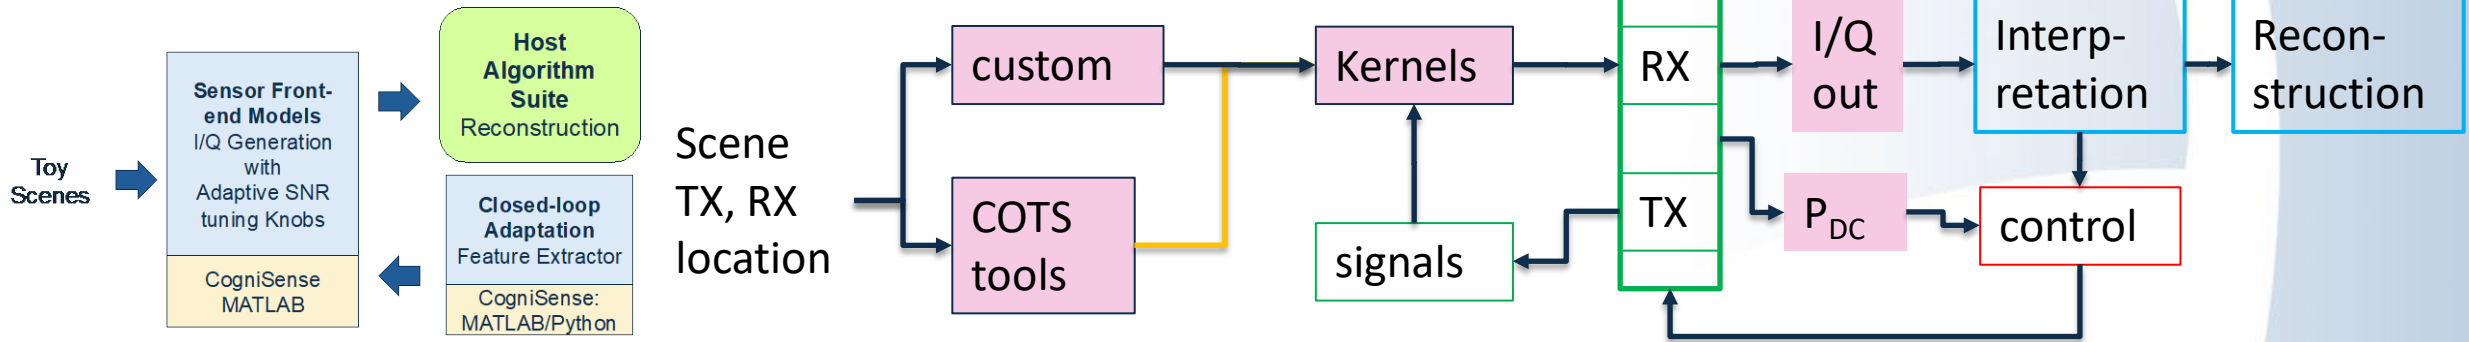 Toy
Scenes
Sensor Front-
end Models
I/Q Generation
with
Adaptive SNR
tuning Knobs
CogniSense
MATLAB
Host
Algorithm
Suite
Reconstruction
Closed-loop
Adaptation
Feature Extractor
CogniSense:
MATLAB/Python
Scene
TX, RX
location
custom
COTS
tools
Kernels
signals
RX
TX
I/Q
out
P_DC
Interp-
retation
control
Recon-
struction